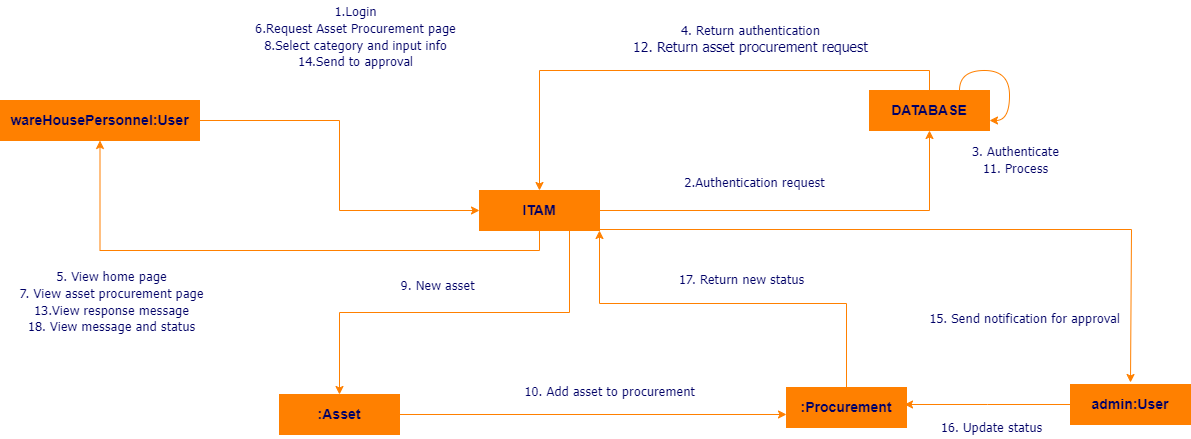 1.Login
6.Request Asset Procurement page
8.Select category and input info
14.Send to approval
4. Return authentication
12. Return asset procurement request
wareHousePersonnel:User
DATABASE
3. Authenticate
11. Process
2.Authentication request
ITAM
5. View home page
7. View asset procurement page
13.View response message
18. View message and status
9. New asset
17. Return new status
15. Send notification for approval
10. Add asset to procurement
:Asset
:Procurement
admin:User
16. Update status